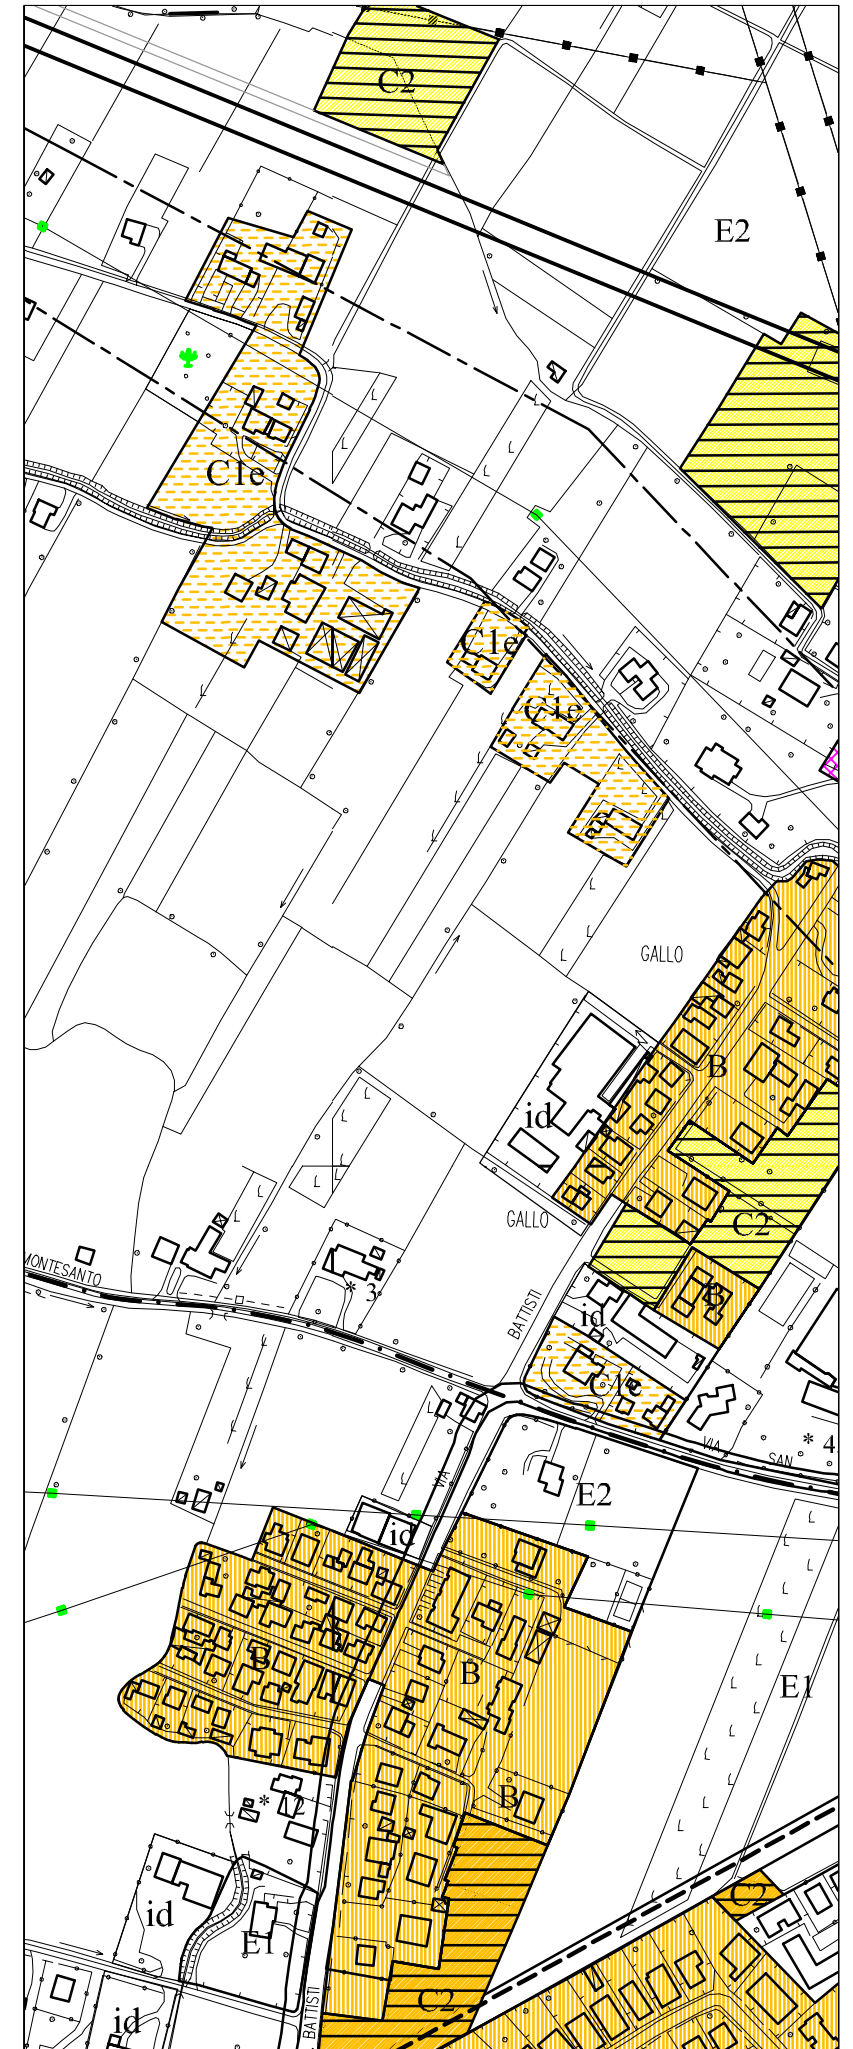 C2
E2
C1e
C1e
C1e
GALLO
B
id
GALLO
C2
MONTESANTO
* 3
B
BATTISTI
id
C1e
VIA
SAN
* 4
VIA
E2
id
B
B
E1
B
* 12
C2
id
E1
C2
BATTISTI
id